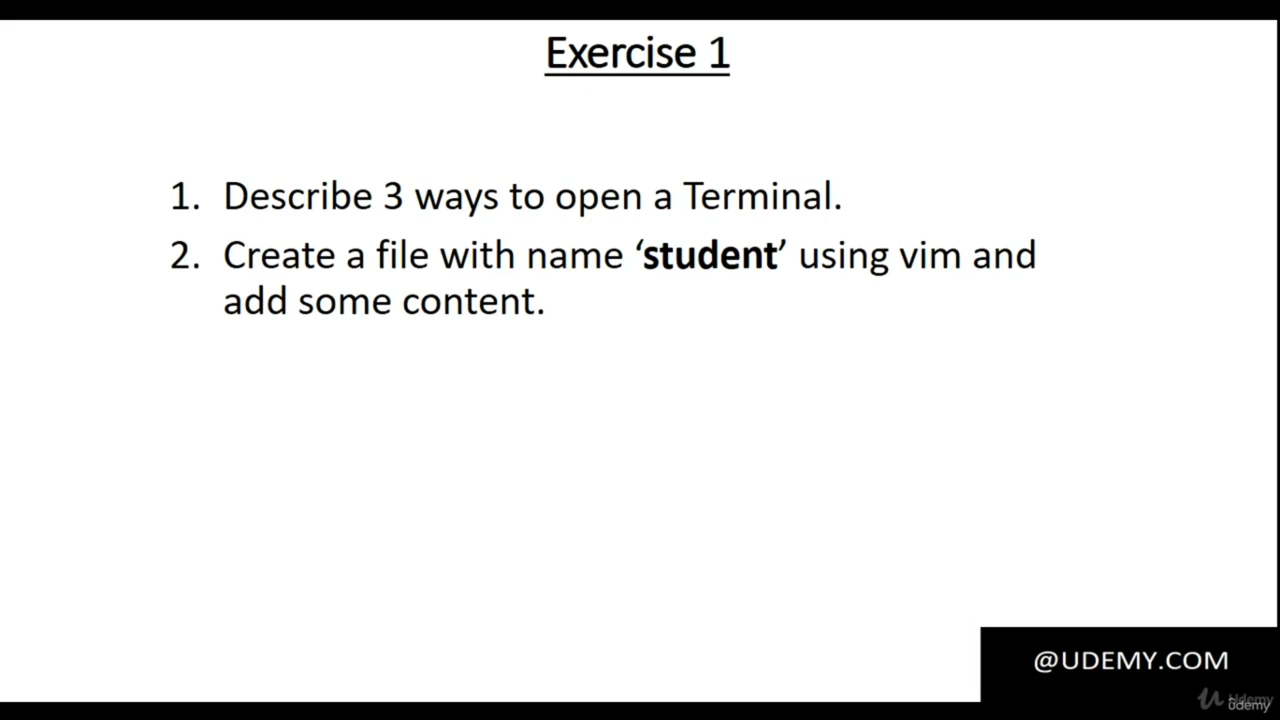 Exercise 1
1. Describe 3 ways to open a Terminal.
2. Create a file with name ‘student’ using vim and
add some content.
@UDEMY.COM
Udemy
ûdemy